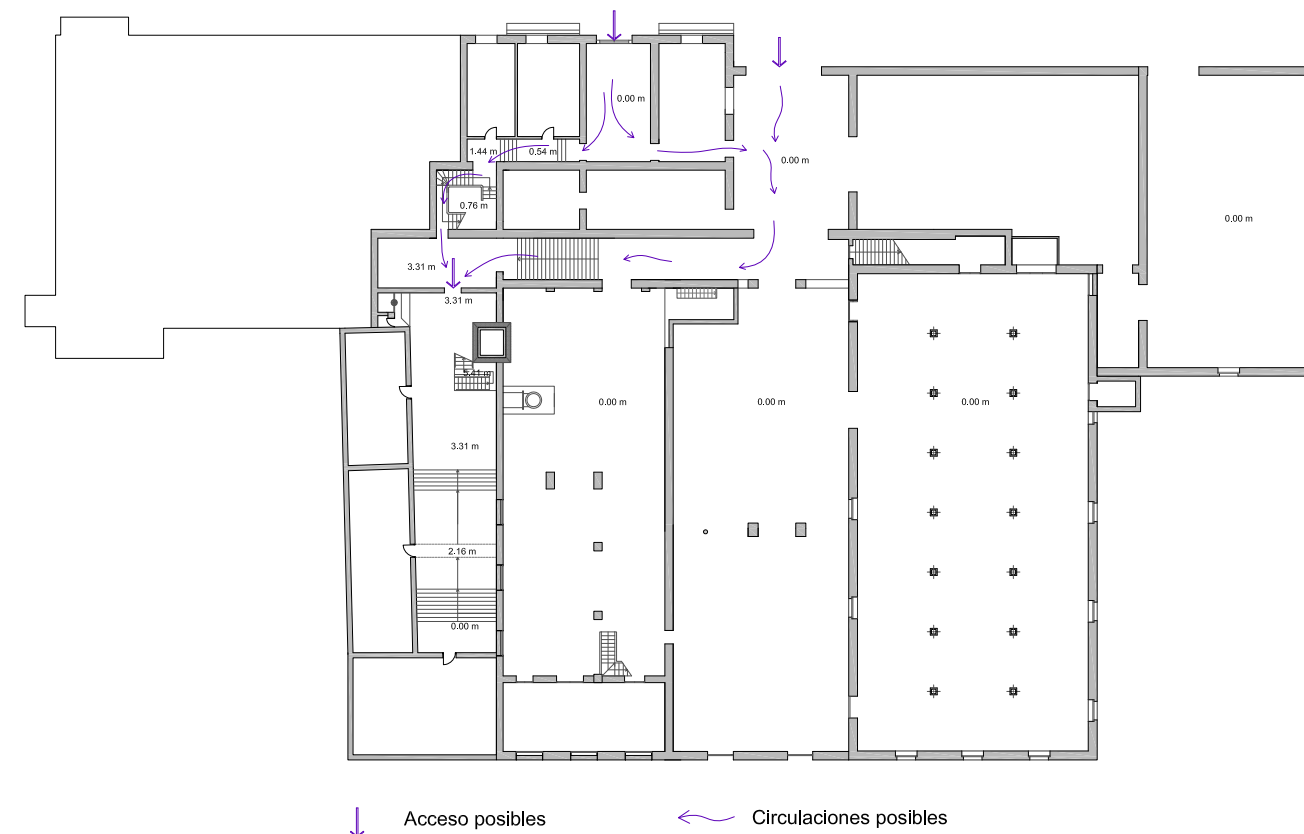 0.00 m
1.44 m
0.54 m
0.00 m
0.76 m
0.00 m
3.31 m
3.31 m
5.41 m
0.00 m
0.00 m
0.00 m
3.31 m
2.16 m
0.00 m
Acceso posibles
Circulaciones posibles